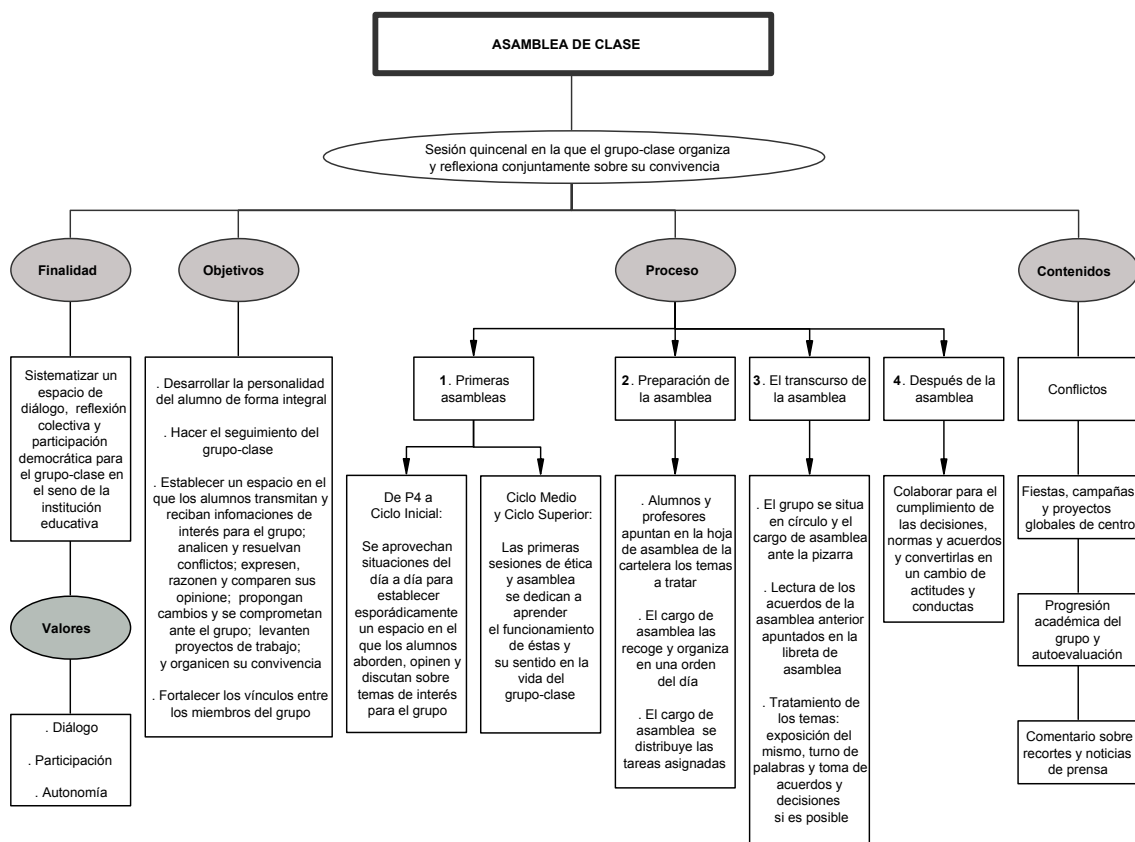 ASAMBLEA DE CLASE
Sesión quincenal en la que el grupo-clase organiza
y reflexiona conjuntamente sobre su convivencia
Finalidad
Sistematizar un
espacio de
diálogo, reflexión
colectiva y
participación
democrática para
el grupo-clase en
el seno de la
institución
educativa
Valores
. Diálogo
. Participación
. Autonomía
Objetivos
. Desarrollar la personalidad
del alumno de forma integral
. Hacer el seguimiento del
grupo-clase
. Establecer un espacio en el
que los alumnos transmitan y
reciban infomaciones de
interés para el grupo;
analicen y resuelvan
conflictos; expresen,
razonen y comparen sus
opinione; propongan
cambios y se comprometan
ante el grupo; levanten
proyectos de trabajo;
y organicen su convivencia
. Fortalecer los vínculos entre
los miembros del grupo
Proceso
1. Primeras
asambleas
De P4 a
Ciclo Inicial:
Se aprovechan
situaciones del
día a día para
establecer
esporádicamente
un espacio en el
que los alumnos
aborden, opinen y
discutan sobre
temas de interés
para el grupo
Ciclo Medio
y Ciclo Superior:
Las primeras
sesiones de ética
y asamblea
se dedican a
aprender
el funcionamiento
de éstas y
su sentido en la
vida del
grupo-clase
2. Preparación de
la asamblea
. Alumnos y
profesores
apuntan en la hoja
de asamblea de la
cartelera los temas
a tratar
. El cargo de
asamblea las
recoge y organiza
en una orden
del día
. El cargo de
asamblea se
distribuye las
tareas asignadas
3. El transcurso de
la asamblea
. El grupo se situa
en círculo y el
cargo de asamblea
ante la pizarra
. Lectura de los
acuerdos de la
asamblea anterior
apuntados en la
libreta de
asamblea
. Tratamiento de
los temas:
exposición del
mismo, turno de
palabras y toma de
acuerdos y
decisiones
si es posible
4. Después de la
asamblea
Colaborar para el
cumplimiento de
las decisiones,
normas y acuerdos
y convertirlas en
un cambio de
actitudes y
conductas
Contenidos
Conflictos
Fiestas, campañas
y proyectos
globales de centro
Progresión
académica del
grupo y
autoevaluación
Comentario sobre
recortes y noticias
de prensa